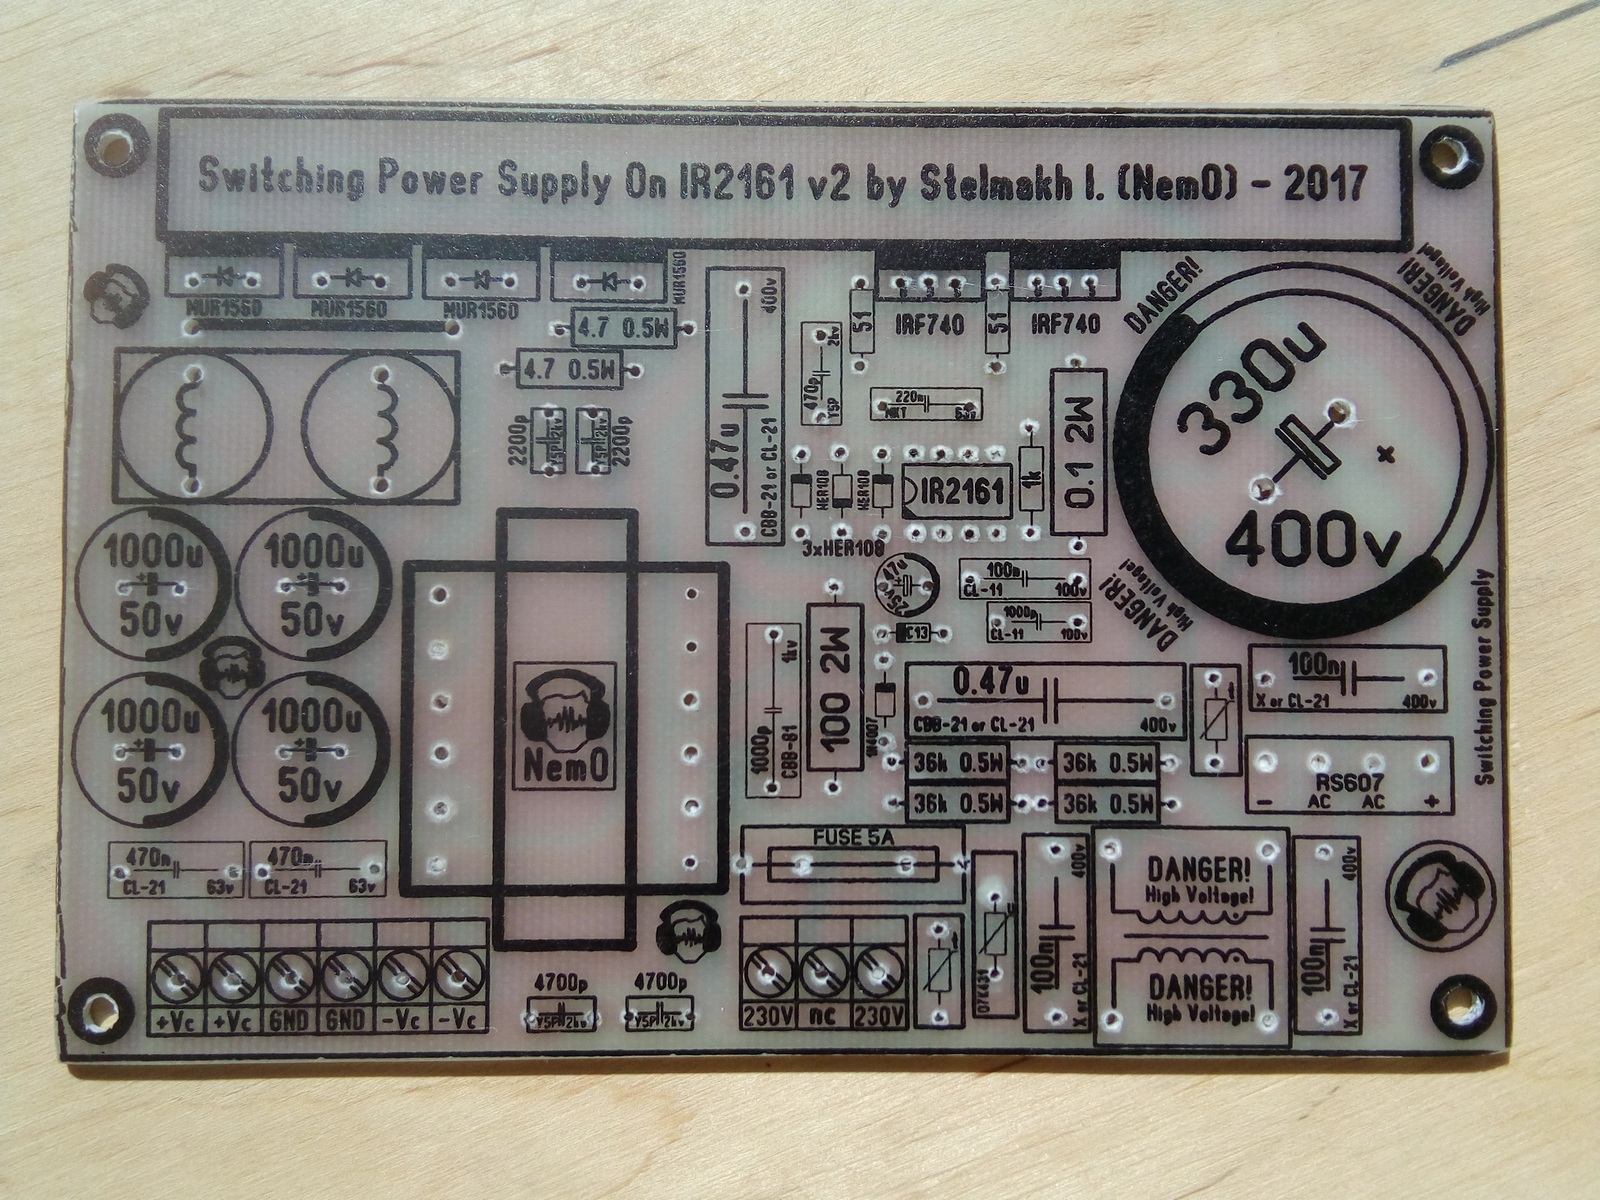 Switching Power Supply On IR2161 v2 by Stelmakh I. (Nem0) - 2017
MUR1560
MUR1560
MUR1560
MUR1560
4.7 0.5W
4.7 0.5W
2200p
Y5P 2kv
Y5P 2kv
2200p
400v
0.47u
CBB-21 or CL-21
51
IRF740
51
IRF740
470p
2kv
Y5P
220n
MKT
63v
HER108
HER108
3xHER108
IR2161
1k
0.1 2M
DANGER!
DANGER!
High Voltage!
330u
400v
DANGER!
High Voltage!
1000u
50v
1000u
50v
1000u
50v
1000u
50v
Nem0
47u
25v
100n
CL-11
100v
1000p
CL-11
100v
C13
1kv
1000p
CBB-81
100 2M
1N4007
0.47u
CBB-21 or CL-21
400v
36k 0.5W
36k 0.5W
36k 0.5W
36k 0.5W
100n
X or CL-21
400v
RS607
- AC AC +
Switching Power Supply
470n
CL-21
63v
470n
CL-21
63v
FUSE 5A
+Vc +Vc GND GND -Vc -Vc
4700p
Y5P 2kv
4700p
Y5P 2kv
230V nc 230V
07K431
400v
100n
X or CL-21
DANGER!
High Voltage!
DANGER!
High Voltage!
400v
100n
X or CL-21